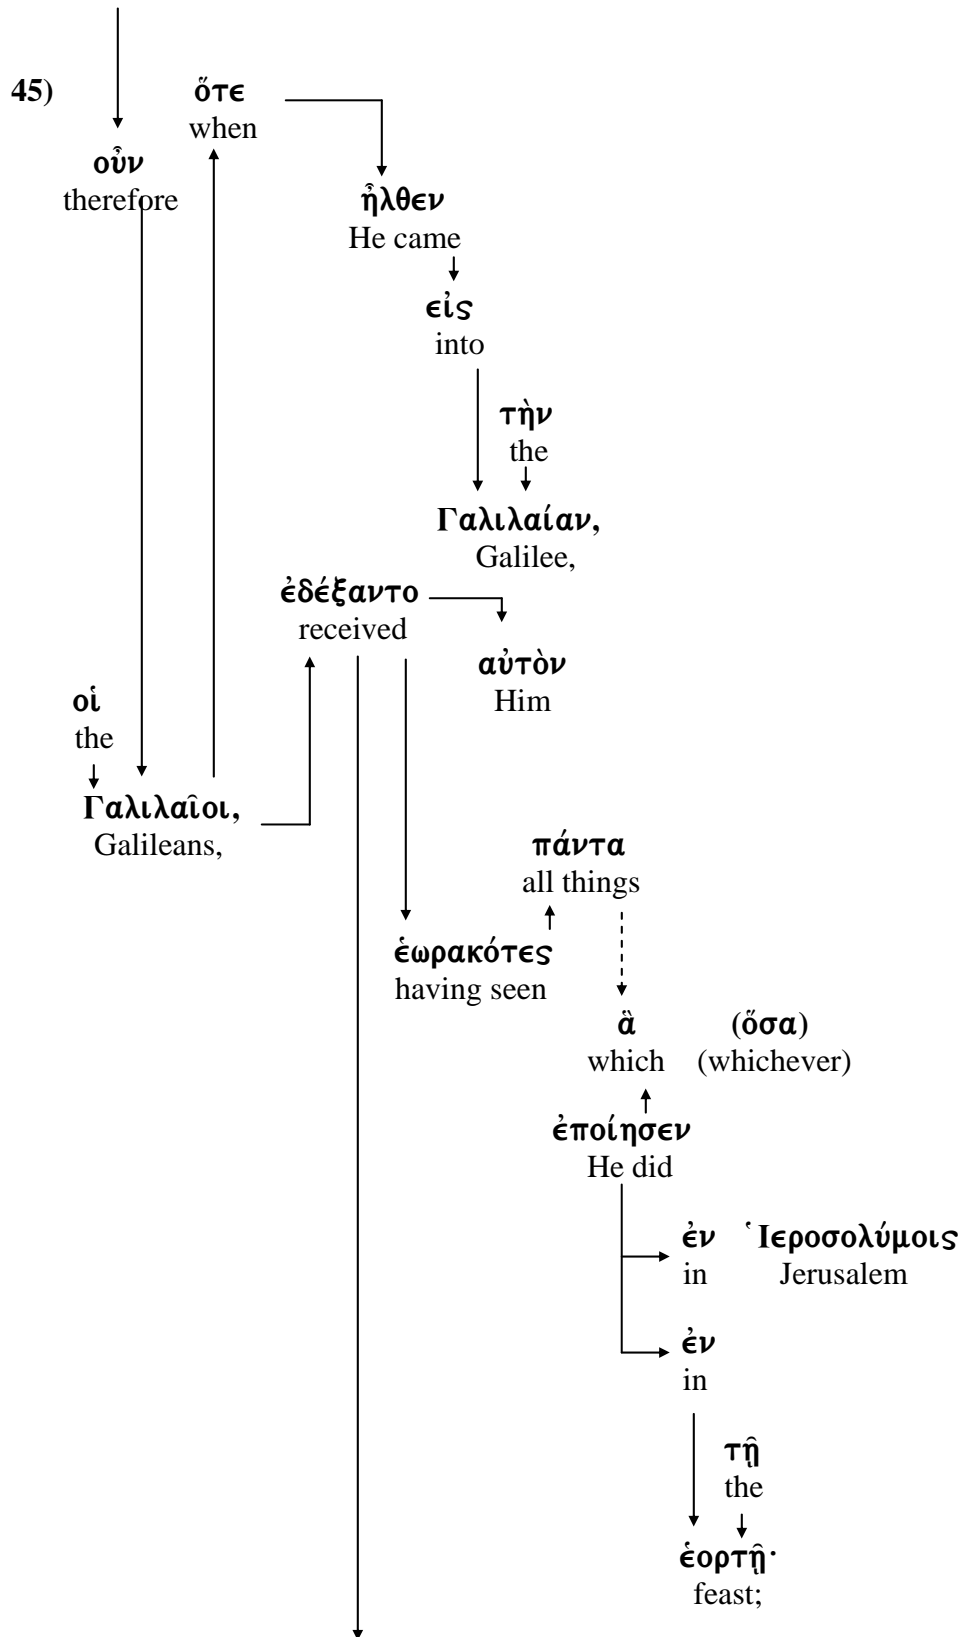 45) ὅτε
when
οὖν
therefore
ἦλθεν
He came
εἰς
into
τὴν
the
Γαλιλαίαν,
Galilee,
ἐδέξαντο
received
αὐτὸν
Him
οἱ
the
Γαλιλαῖοι,
Galileans,
πάντα
all things
ἑωρακότες
having seen
ἃ (ὅσα)
which (whichever)
ἐποίησεν
He did
ἐν Ἱεροσολύμοις
in Jerusalem
ἐν
in
τῇ
the
ἑορτῇ·
feast;